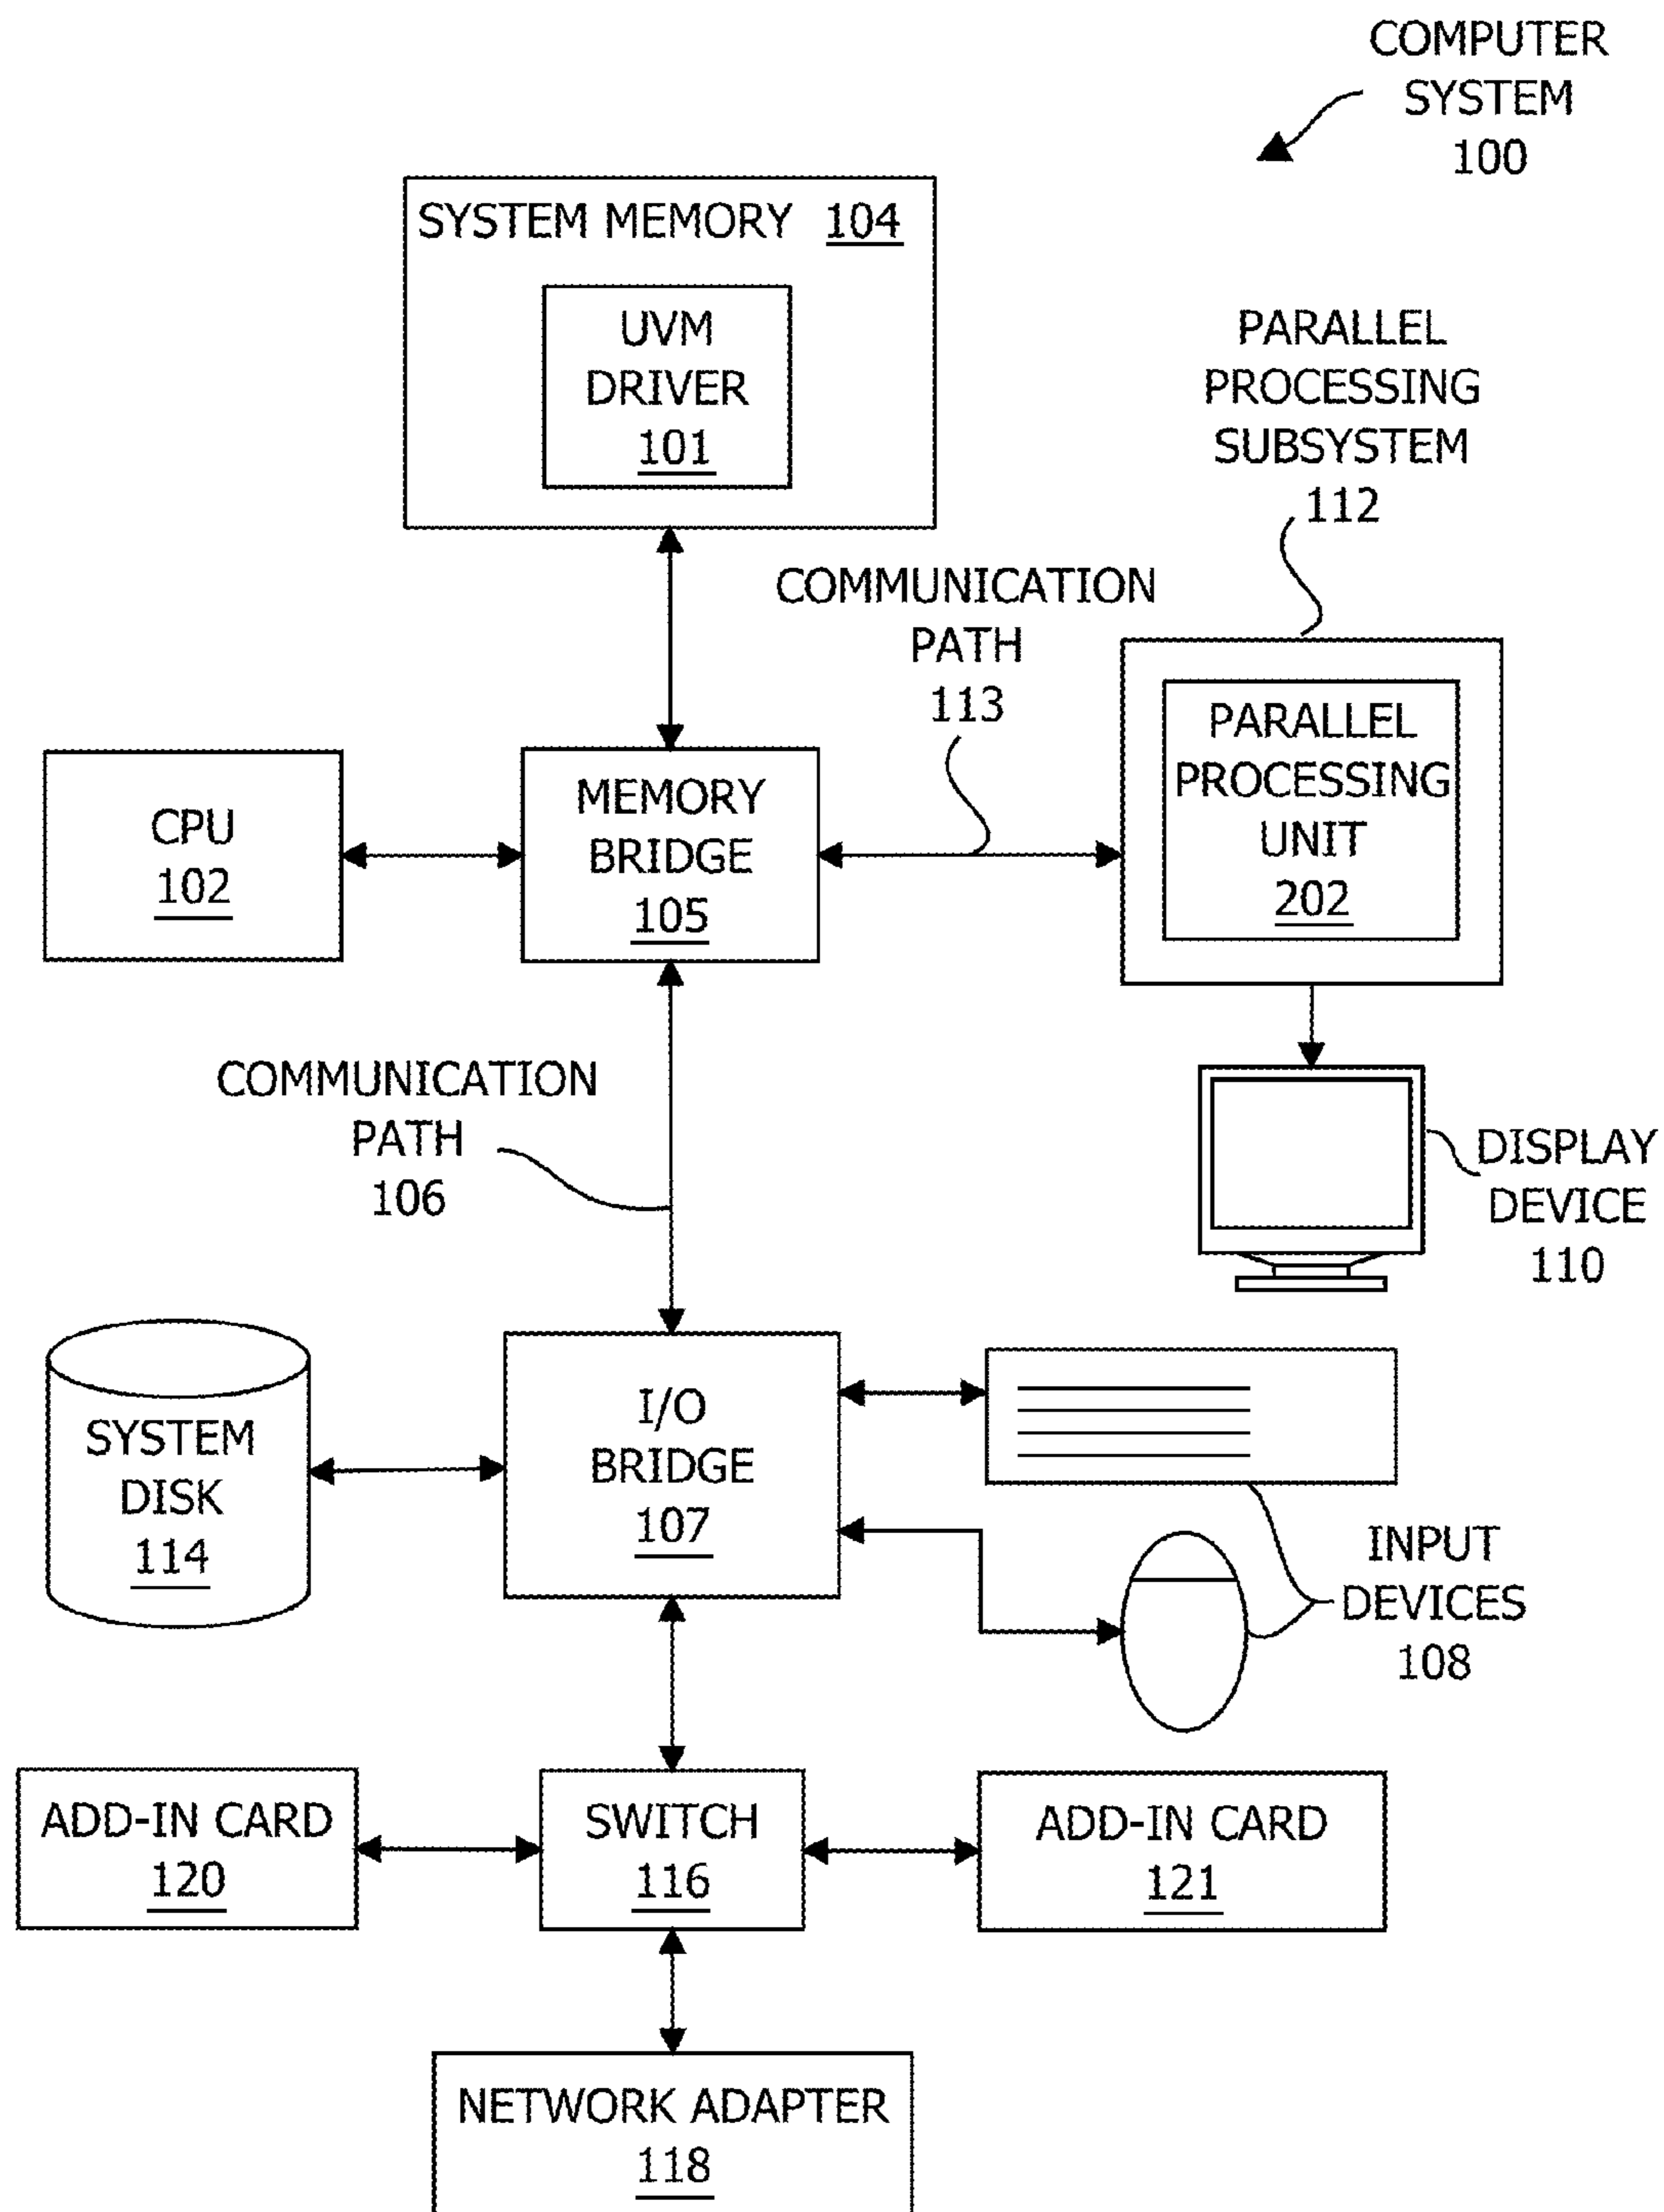 COMPUTER
SYSTEM
100
SYSTEM MEMORY 104
UVM
DRIVER
101
PARALLEL
PROCESSING
SUBSYSTEM
112
COMMUNICATION
PATH
113
PARALLEL
PROCESSING
UNIT
202
CPU
102
MEMORY
BRIDGE
105
COMMUNICATION
PATH
106
DISPLAY
DEVICE
110
SYSTEM
DISK
114
I/O
BRIDGE
107
INPUT
DEVICES
108
ADD-IN CARD
120
SWITCH
116
ADD-IN CARD
121
NETWORK ADAPTER
118